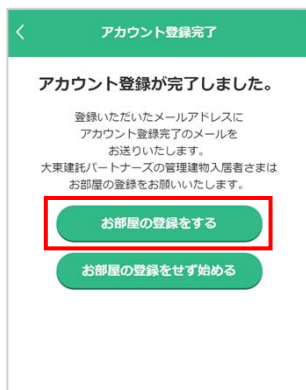 アカウント登録完了
アカウント登録が完了しました。
登録いただいたメールアドレスに
アカウント登録完了のメールを
お送りいたします。
大東建託パートナーズの管理建物入居者さまは
お部屋の登録をお願いいたします。
お部屋の登録をする
お部屋の登録をせず始める